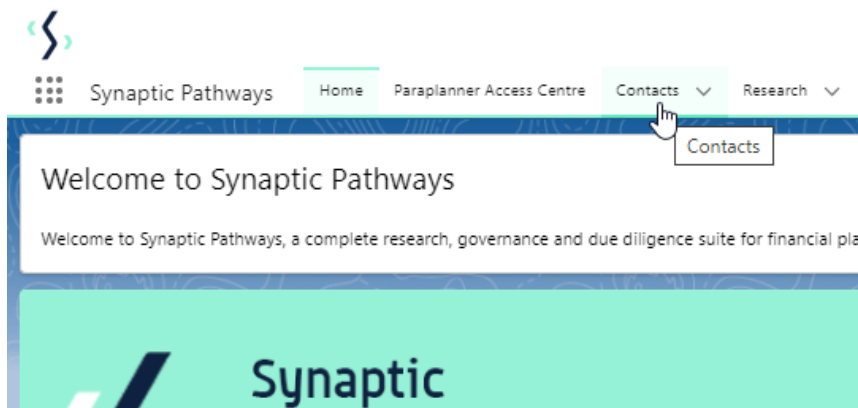 Synaptic Pathways Home Paraplanner Access Centre Contacts Research
Contacts
Welcome to Synaptic Pathways
Welcome to Synaptic Pathways, a complete research, governance and due diligence suite for financial
Synaptic